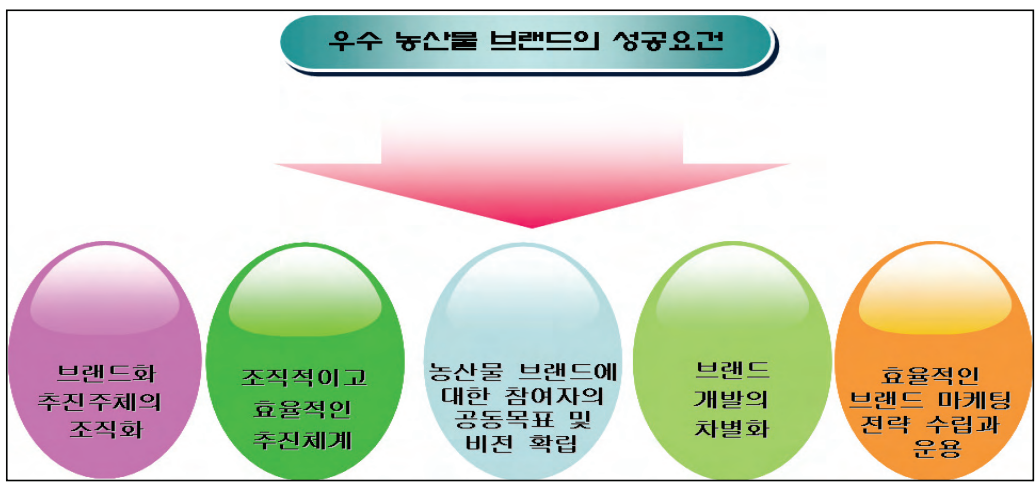 우수 농산물 브랜드의 성공요건
브랜드화
추진주체의
조직화
조직적이고
효율적인
추진체계
농산물 브랜드에
대한 참여자의
공동목표 및
비전 확립
브랜드
개발의
차별화
효율적인
브랜드 마케팅
전략 수립과
운용